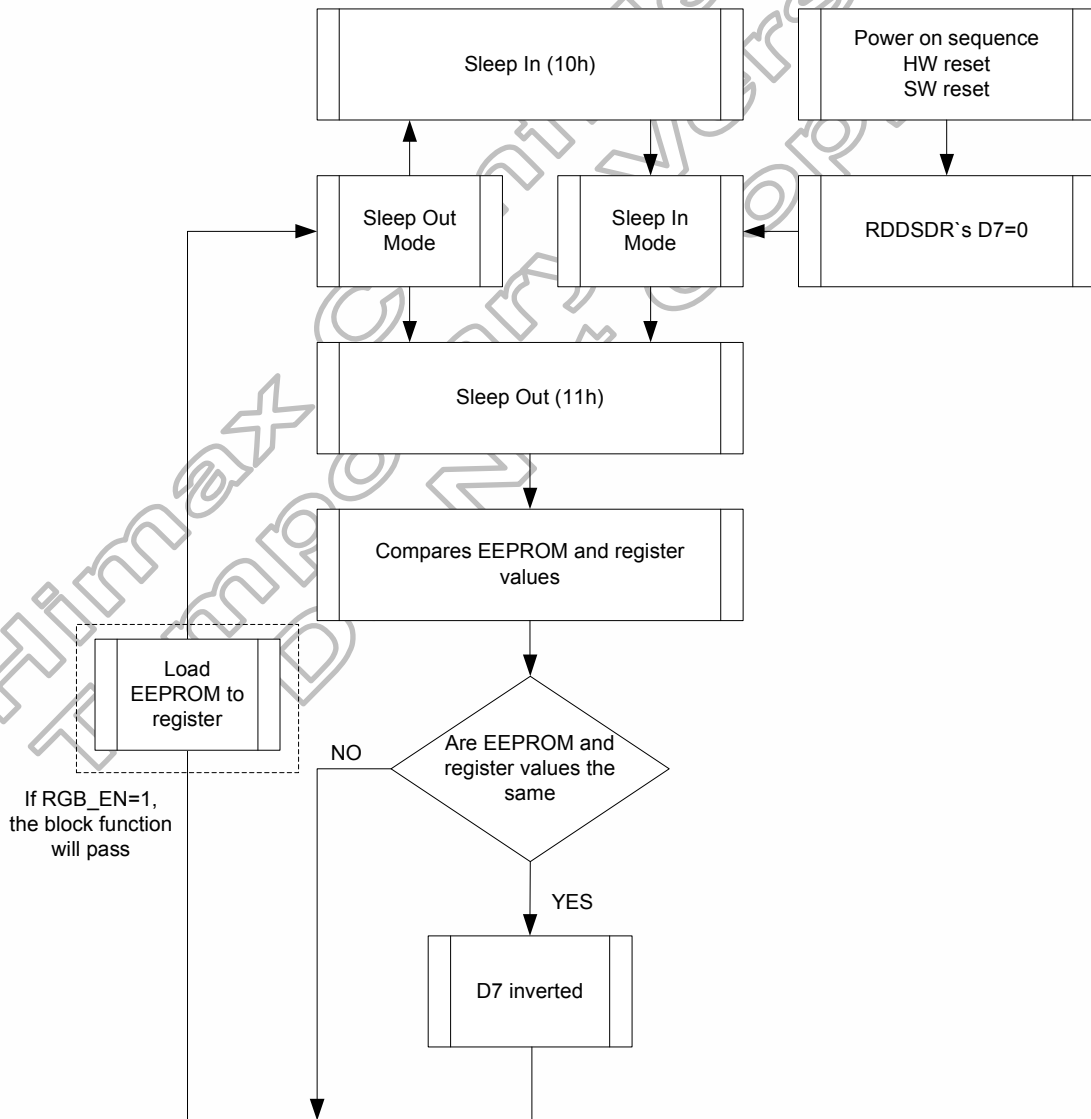 Sleep In (10h)
Power on sequence
HW reset
SW reset
Sleep Out
Mode
Sleep In
Mode
RDDSDR`s D7=0
Sleep Out (11h)
Compares EEPROM and register
values
Load
EEPROM to
register
If RGB_EN=1,
the block function
will pass
NO
Are EEPROM and
register values the
same
YES
D7 inverted
Himax